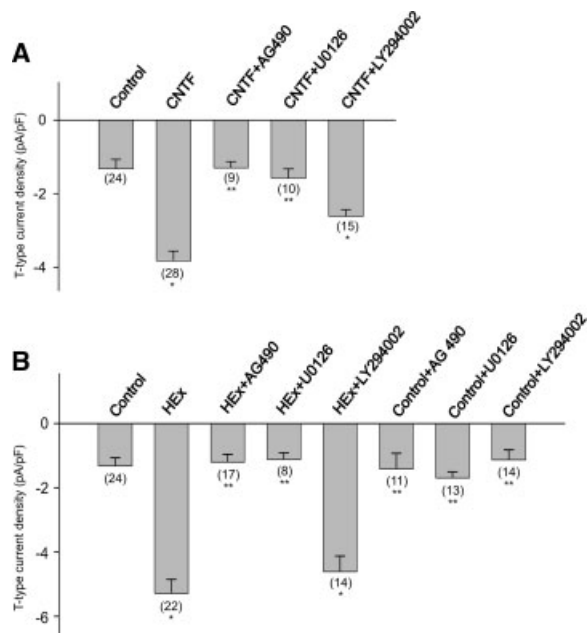 A
Control
CNTF
CNTF+AG490
CNTF+U0126
CNTF+LY294002
T-type current density (pA/pF)
0
-2
-4
(24)
(28)
*
(9)
**
(10)
**
(15)
*
B
Control
HEx
HEx+AG490
HEx+U0126
HEx+LY294002
Control+AG 490
Control+U0126
Control+LY294002
T-type current density (pA/pF)
0
-2
-4
-6
(24)
(22)
*
(17)
**
(8)
**
(14)
*
(11)
**
(13)
**
(14)
**